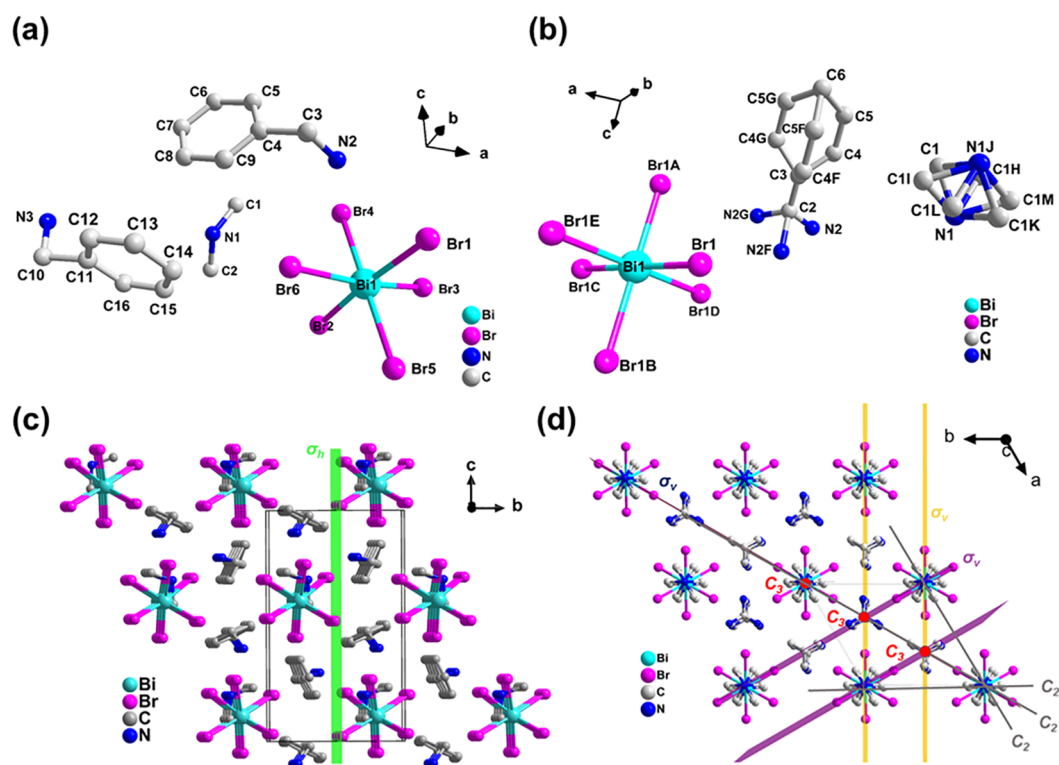 (a)
C6
C5
C3
C7
C4
N2
C8
C9
c
b
a
N3
C12
C13
C1
N1
C14
C10
C11
C2
C16
C15
Br4
Br1
Br6
Bi1
Br3
Br2
Br5
Bi
Br
N
C
(b)
a
b
c
C6
C5G
C5
C5F
C4G
C4
C3
C4F
C2
N2G
N2
N2F
Br1A
Br1E
Br1
Bi1
Br1C
Br1D
Br1B
N1J
C1
C1H
C1I
C1M
C1L
C1K
N1
Bi
Br
C
N
(c)
σh
c
b
Bi
Br
C
N
(d)
b
c
a
σv
σv
σv
C3
C3
C3
C2
C2
C2
Bi
Br
C
N